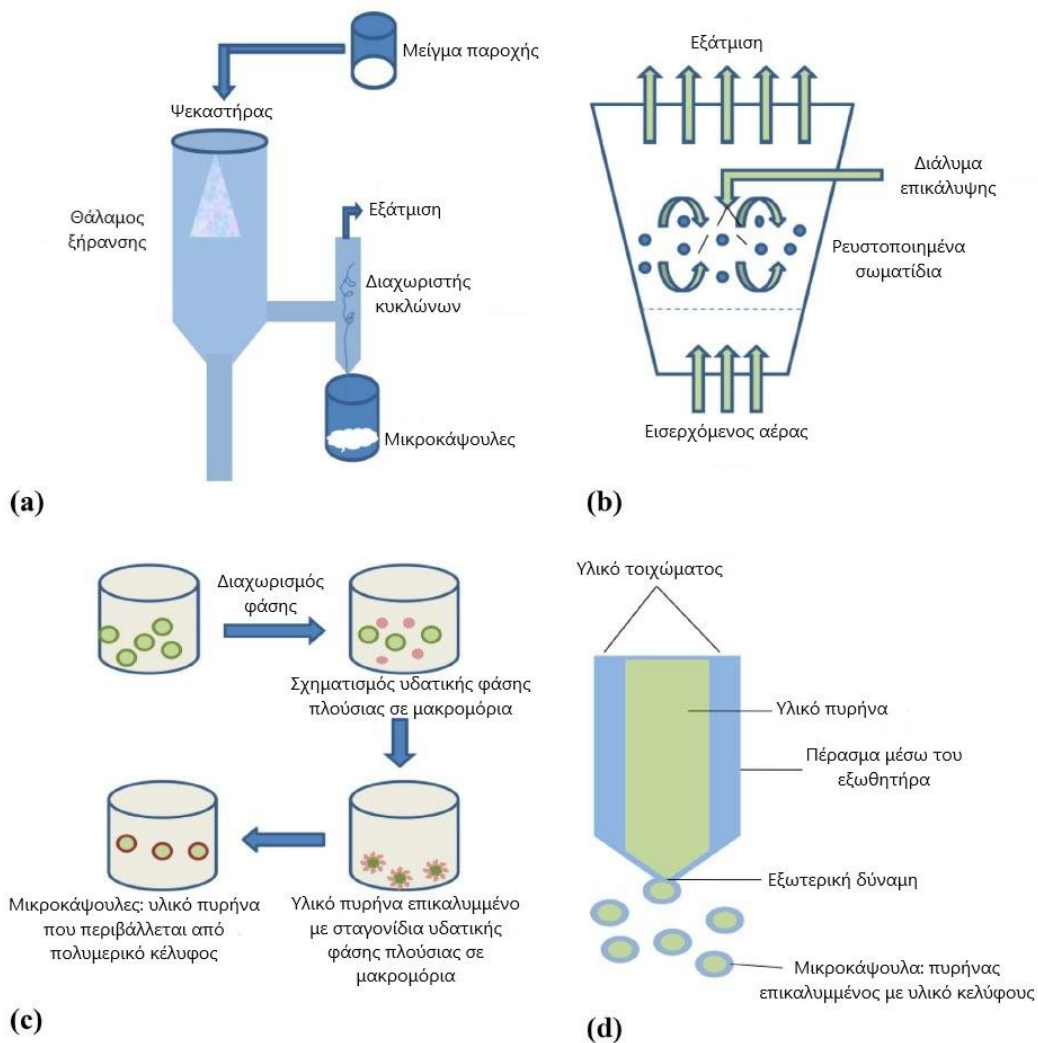 Μείγμα παροχής
Ψεκαστήρας
Θάλαμος
ξήρανσης
Εξάτμιση
Διαχωριστής
κυκλώνων
Μικροκάψουλες
(a)
Εξάτμιση
Διάλυμα
επικάλυψης
Ρευστοποιημένα
σωματίδια
Εισερχόμενος αέρας
(b)
Διαχωρισμός
φάσης
Σχηματισμός υδατικής φάσης
πλούσιας σε μακρομόρια
Μικροκάψουλες: υλικό πυρήνα
που περιβάλλεται από
πολυμερικό κέλυφος
Υλικό πυρήνα επικαλυμμένο
με σταγονίδια υδατικής
φάσης πλούσιας σε
μακρομόρια
(c)
Υλικό τοιχώματος
Υλικό πυρήνα
Πέρασμα μέσω του
εξωθητήρα
Εξωτερική δύναμη
Μικροκάψουλα: πυρήνας
επικαλυμμένος με υλικό κελύφους
(d)